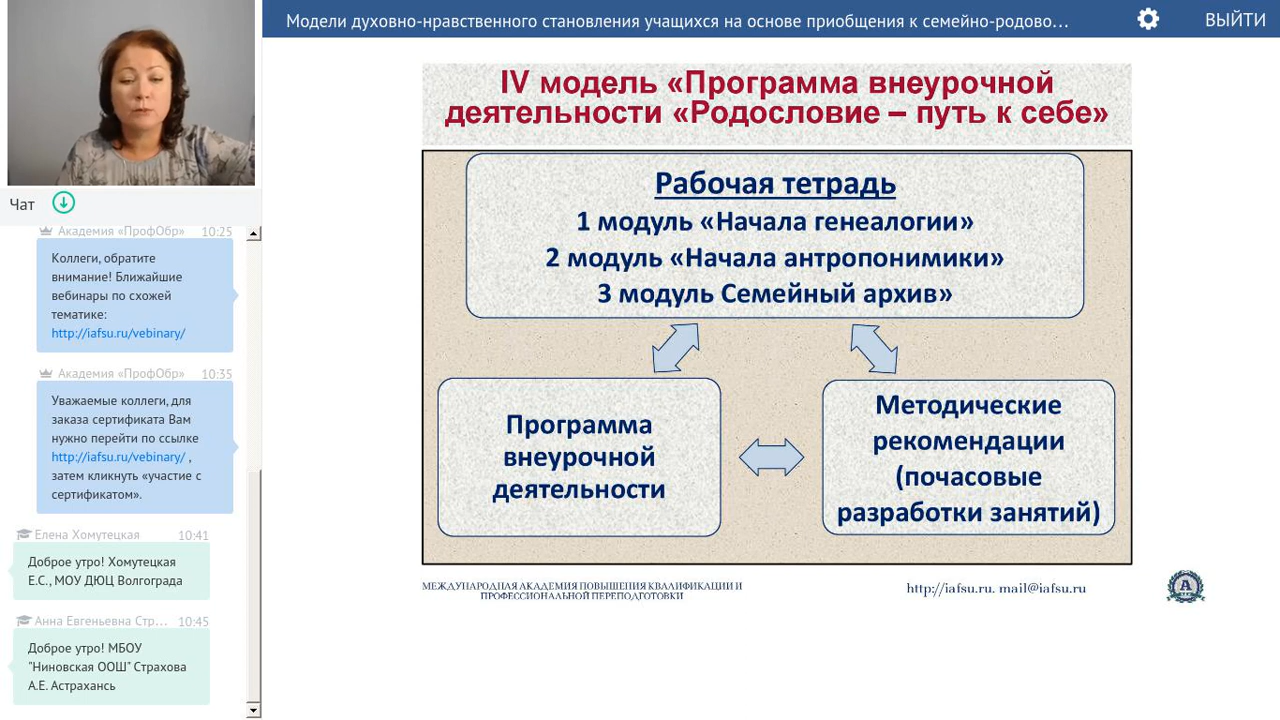 Модели духовно-нравственного становления учащихся на основе приобщения к семейно-родово...
ВЫЙТИ
Чат
Академия «ПрофОбр» 10:25
Коллеги, обратите
внимание! Ближайшие
вебинары по схожей
тематике:
http://iafsu.ru/vebinary/
Академия «ПрофОбр» 10:35
Уважаемые коллеги, для
заказа сертификата Вам
нужно перейти по ссылке
http://iafsu.ru/vebinary/ ,
затем кликнуть «участие с
сертификатом».
Елена Хомутецкая 10:41
Доброе утро! Хомутецкая
Е.С., МОУ ДЮЦ Волгограда
Анна Евгеньевна Стр... 10:45
Доброе утро! МБОУ
"Ниновская ООШ" Страхова
А.Е. Астрахансь
IV модель «Программа внеурочной
деятельности «Родословие – путь к себе»
Рабочая тетрадь
1 модуль «Начала генеалогии»
2 модуль «Начала антропонимики»
3 модуль Семейный архив»
Программа
внеурочной
деятельности
Методические
рекомендации
(почасовые
разработки занятий)
МЕЖДУНАРОДНАЯ АКАДЕМИЯ ПОВЫШЕНИЯ КВАЛИФИКАЦИИ И
ПРОФЕССИОНАЛЬНОЙ ПЕРЕПОДГОТОВКИ
http://iafsu.ru. mail@iafsu.ru